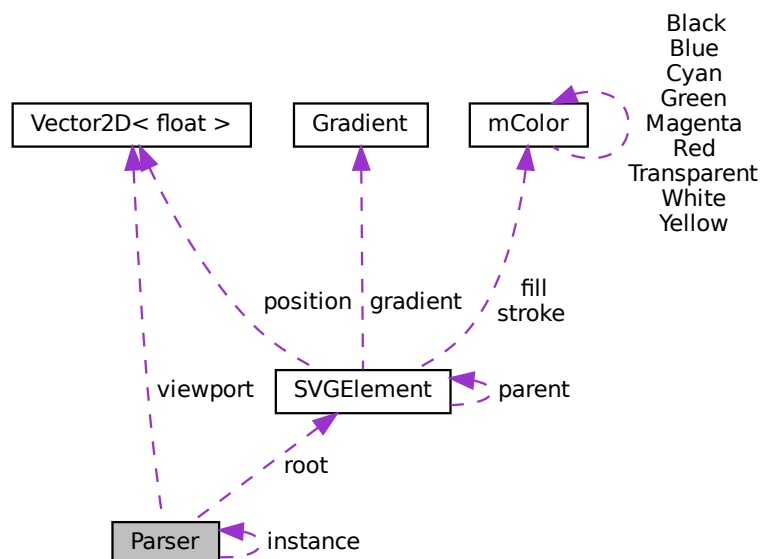 Black
Blue
Cyan
Green
Magenta
Red
Transparent
White
Yellow
Vector2D< float >
Gradient
mColor
position
gradient
fill
stroke
viewport
SVGElement
parent
root
Parser
instance